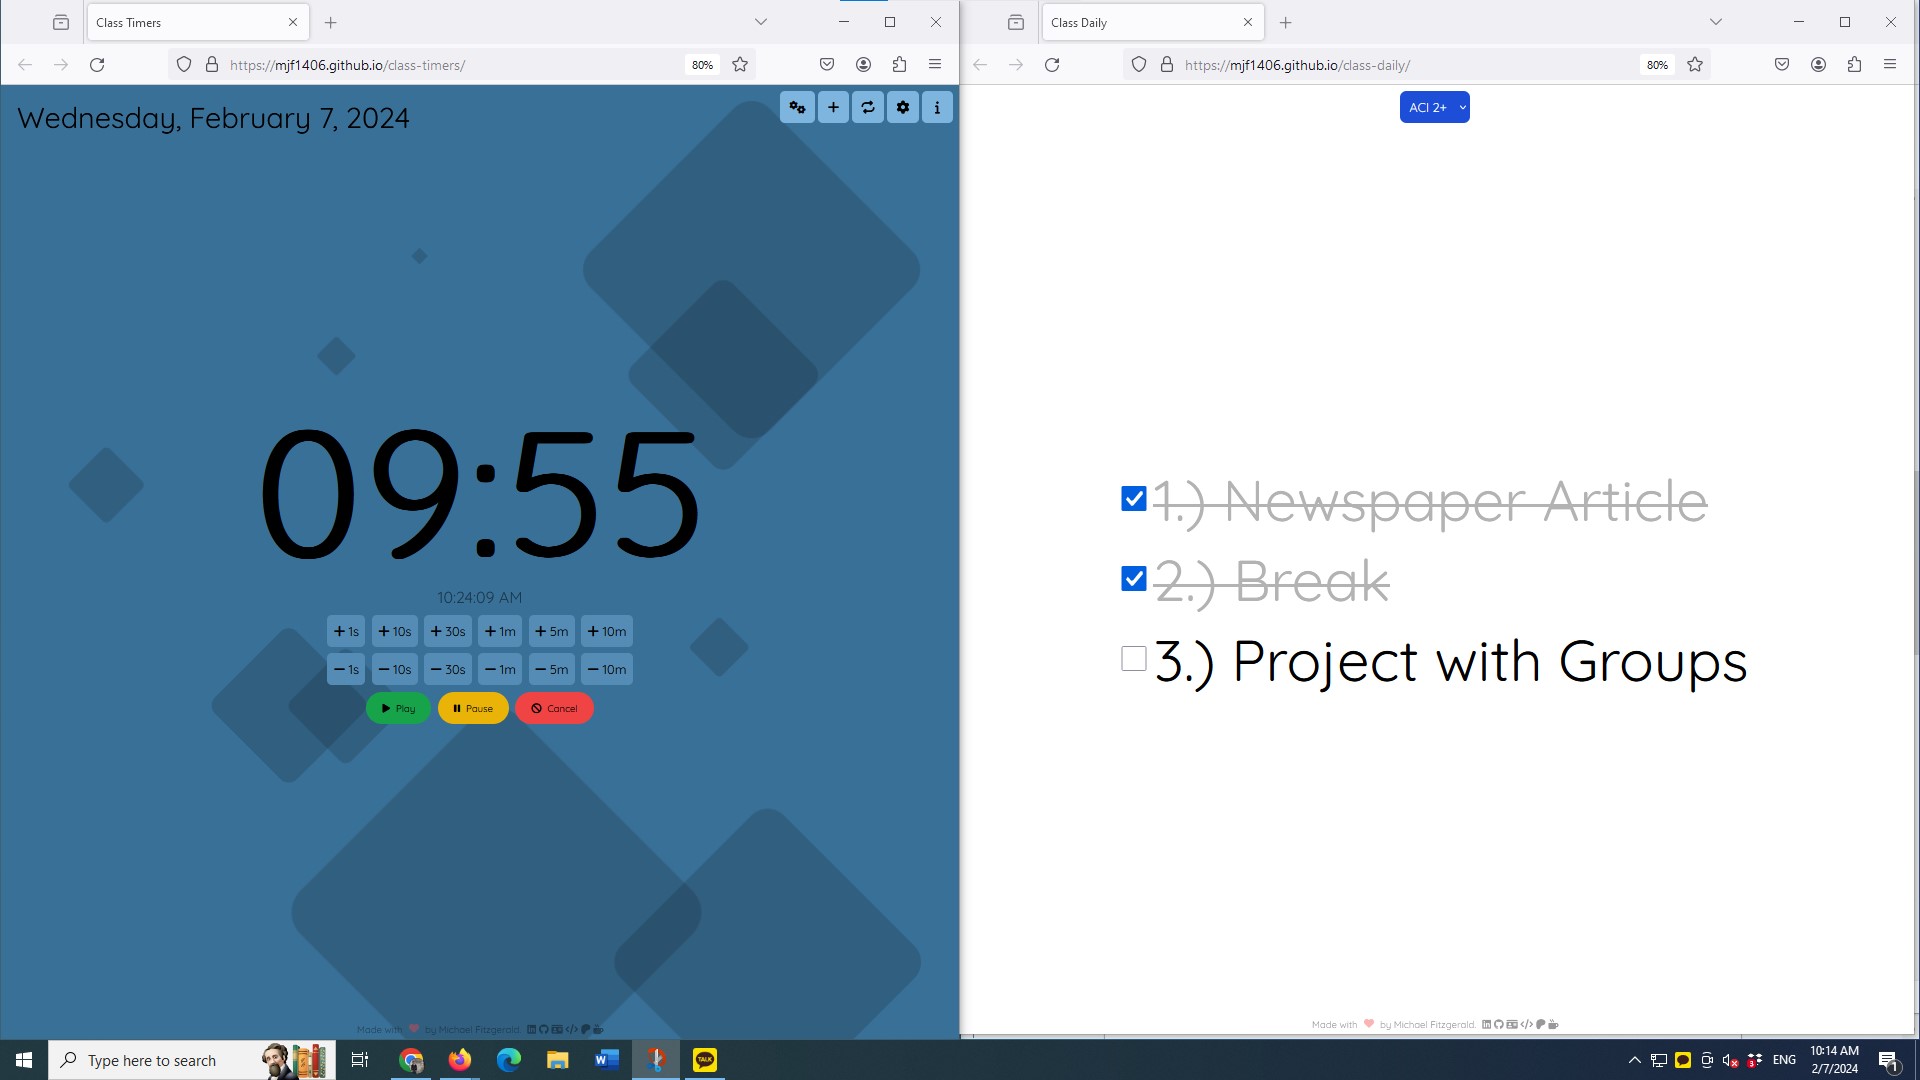 Class Timers
https://mjf1406.github.io/class-timers/
80%
Wednesday, February 7, 2024
09:55
10:24:09 AM
+ 1s + 10s + 30s + 1m + 5m + 10m
− 1s − 10s − 30s − 1m − 5m − 10m
Play Pause Cancel
Made with ❤ by Michael Fitzgerald.
Class Daily
https://mjf1406.github.io/class-daily/
80%
ACI 2+
1.) Newspaper Article
2.) Break
3.) Project with Groups
Made with ❤ by Michael Fitzgerald.
Type here to search
TALK
ENG
10:14 AM
2/7/2024
1